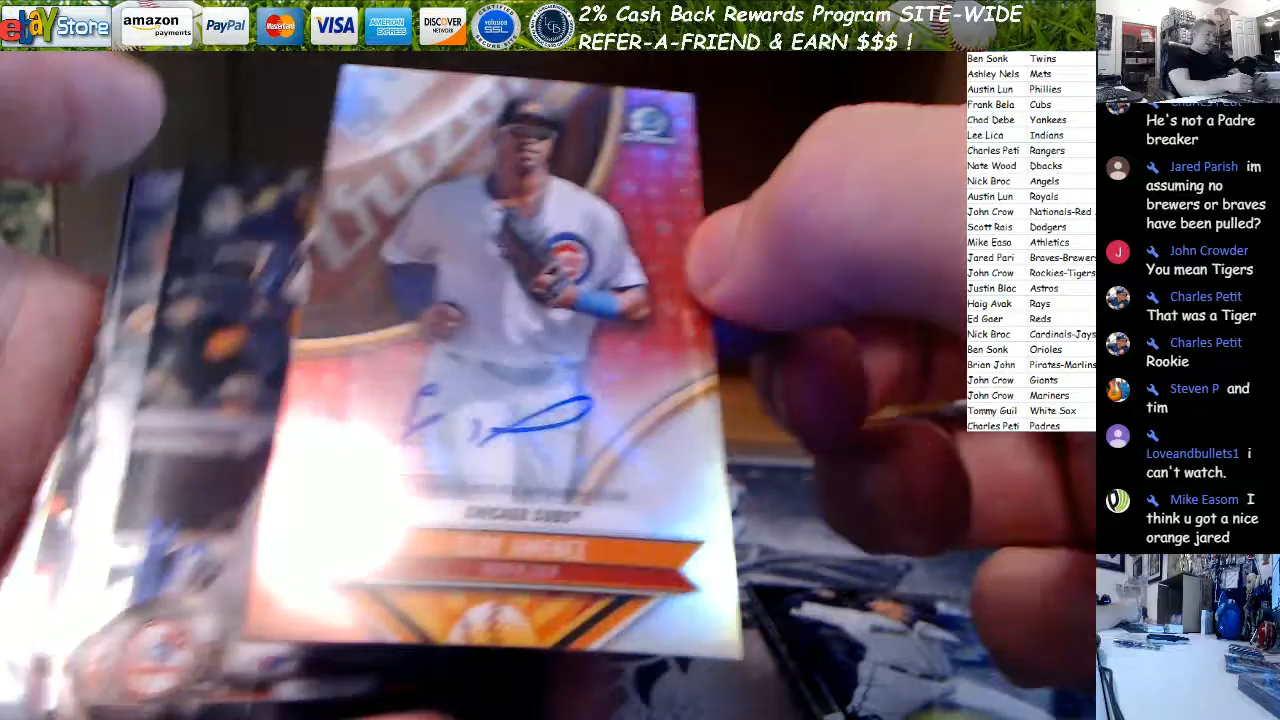 ebay Store
amazon
payments
PayPal
MasterCard
VISA
AMERICAN
EXPRESS
DISCOVER
NETWORK
CERTIFIED
volusion
SSL
SECURE SITE
2% Cash Back Rewards Program SITE-WIDE
REFER-A-FRIEND & EARN $$$ !
Ben Sonk Twins
Ashley Nels Mets
Austin Lun Phillies
Frank Bela Cubs
Chad Debe Yankees
Lee Lica Indians
Charles Peti Rangers
Nate Wood Dbacks
Nick Broc Angels
Austin Lun Royals
John Crow Nationals-Red
Scott Rais Dodgers
Mike Easo Athletics
Jared Pari Braves-Brewers
John Crow Rockies-Tigers
Justin Blac Astros
Haig Avak Rays
Ed Gaer Reds
Nick Broc Cardinals-Jays
Ben Sonk Orioles
Brian John Pirates-Marlins
John Crow Giants
John Crow Mariners
Tommy Guil White Sox
Charles Peti Padres
Charles Petit
He's not a Padre
breaker
Jared Parish im
assuming no
brewers or braves
have been pulled?
J
John Crowder
You mean Tigers
Charles Petit
That was a Tiger
Charles Petit
Rookie
Steven P and
tim
Loveandbullets1 i
can't watch.
Mike Easom I
think u got a nice
orange jared
CHICAGO CUBS